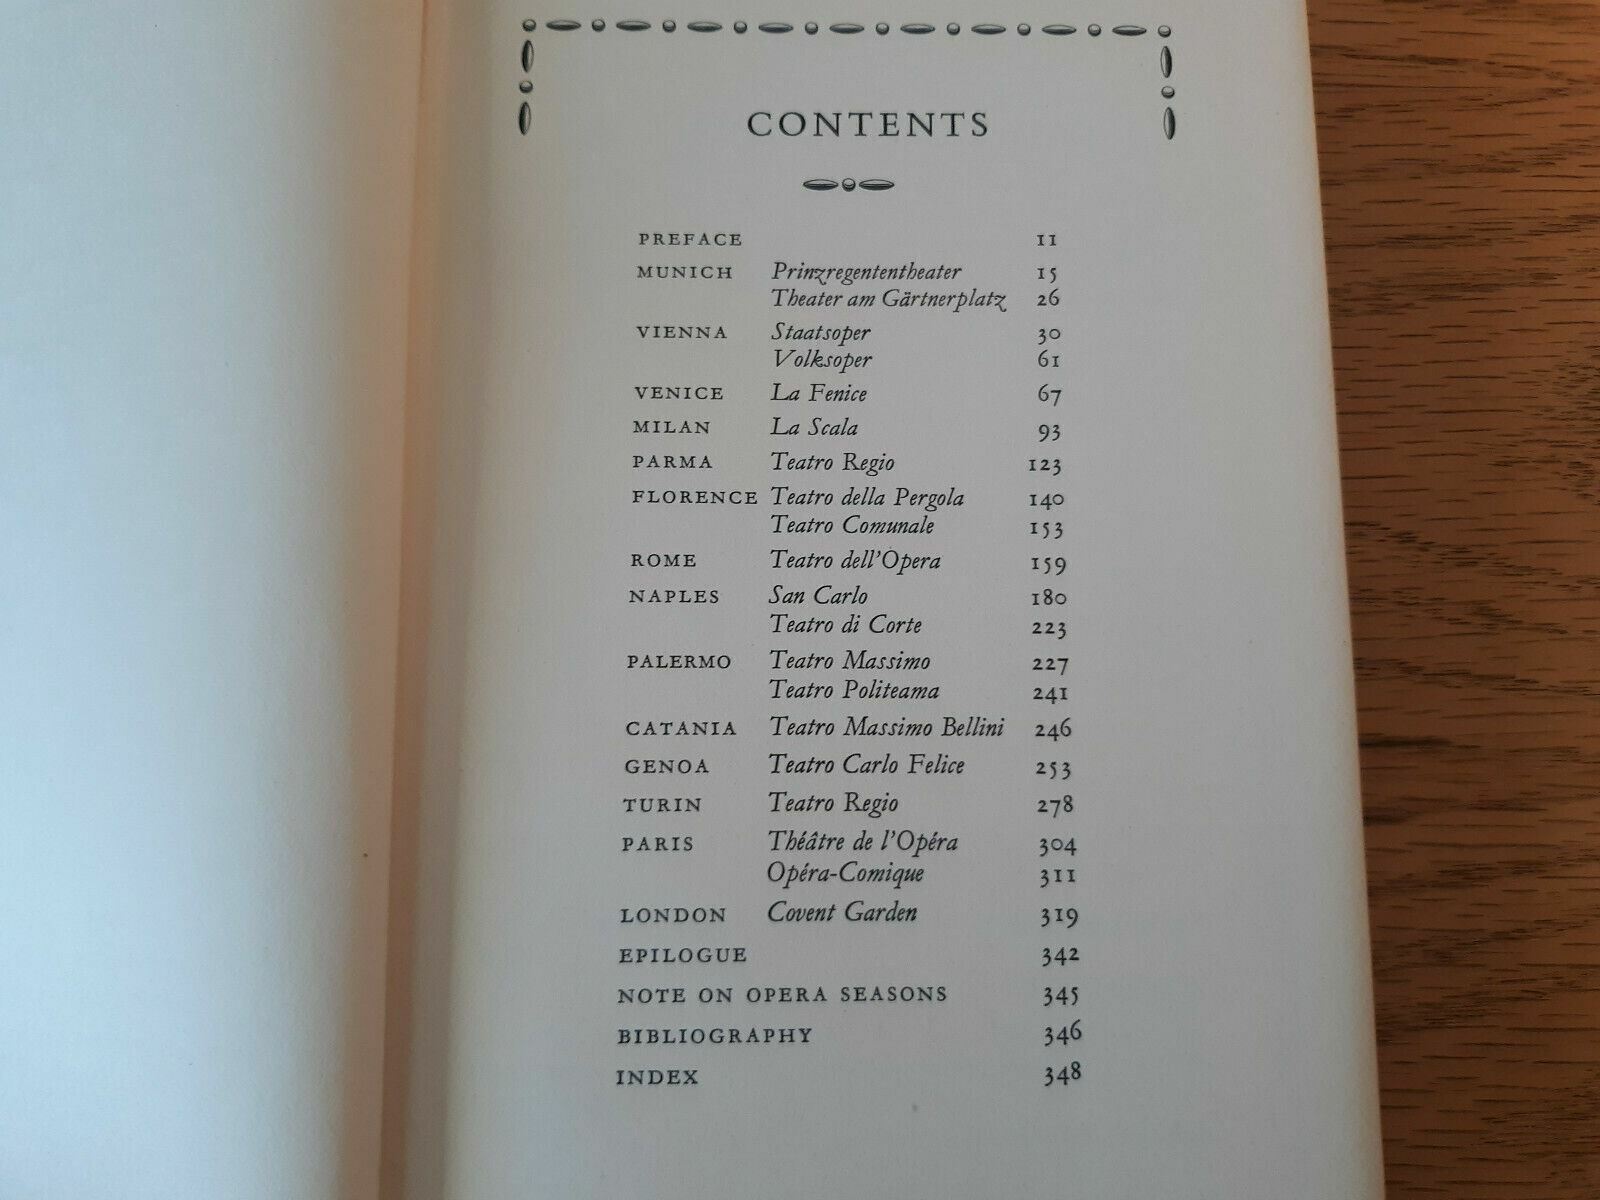 CONTENTS
PREFACE 11
MUNICH Prinzregententheater 15
Theater am Gärtnerplatz 26
VIENNA Staatsoper 30
Volksoper 61
VENICE La Fenice 67
MILAN La Scala 93
PARMA Teatro Regio 123
FLORENCE Teatro della Pergola 140
Teatro Comunale 153
ROME Teatro dell'Opera 159
NAPLES San Carlo 180
Teatro di Corte 223
PALERMO Teatro Massimo 227
Teatro Politeama 241
CATANIA Teatro Massimo Bellini 246
GENOA Teatro Carlo Felice 253
TURIN Teatro Regio 278
PARIS Théâtre de l'Opéra 304
Opéra-Comique 311
LONDON Covent Garden 319
EPILOGUE 342
NOTE ON OPERA SEASONS 345
BIBLIOGRAPHY 346
INDEX 348